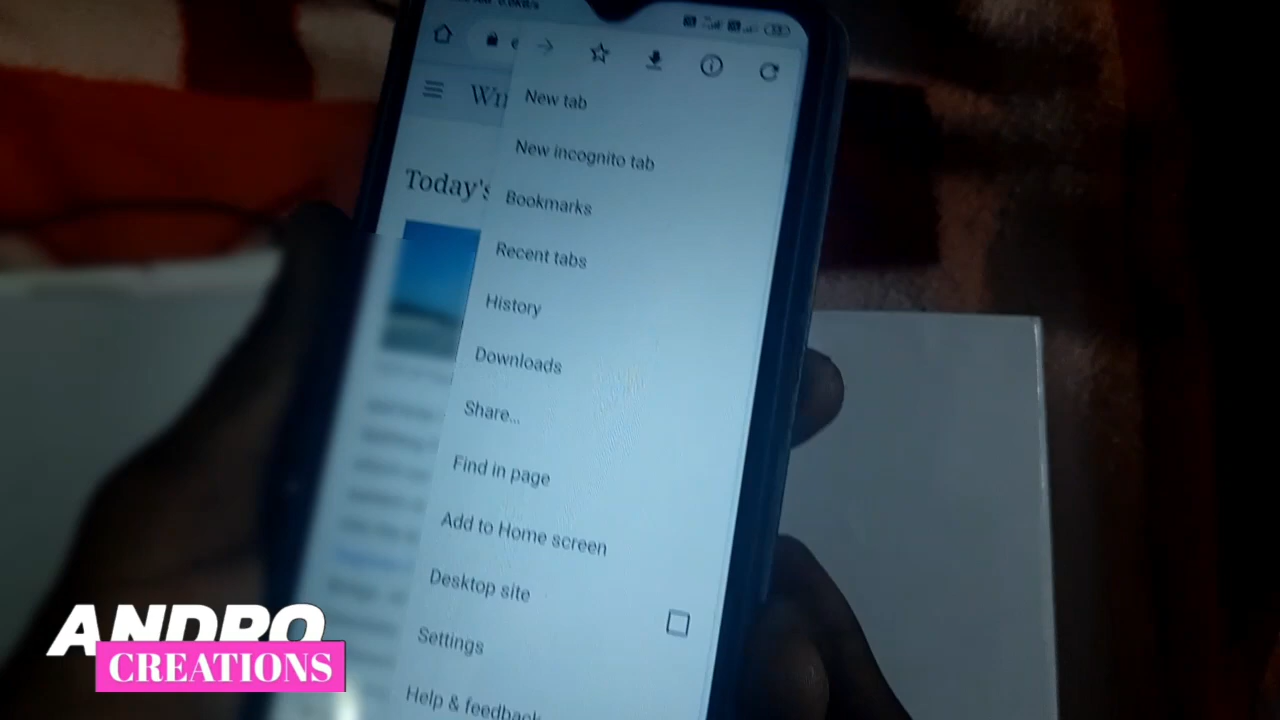 Win
New tab
New incognito tab
Today's
Bookmarks
Recent tabs
History
Downloads
Share...
Find in page
Add to Home screen
Desktop site
Settings
Help & feedback
ANDRO
CREATIONS